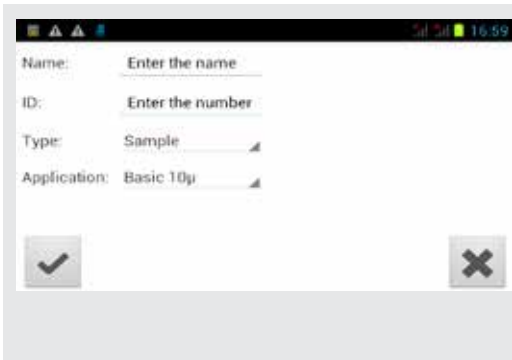 16:59
Name: Enter the name
ID: Enter the number
Type: Sample
Application: Basic 10µ